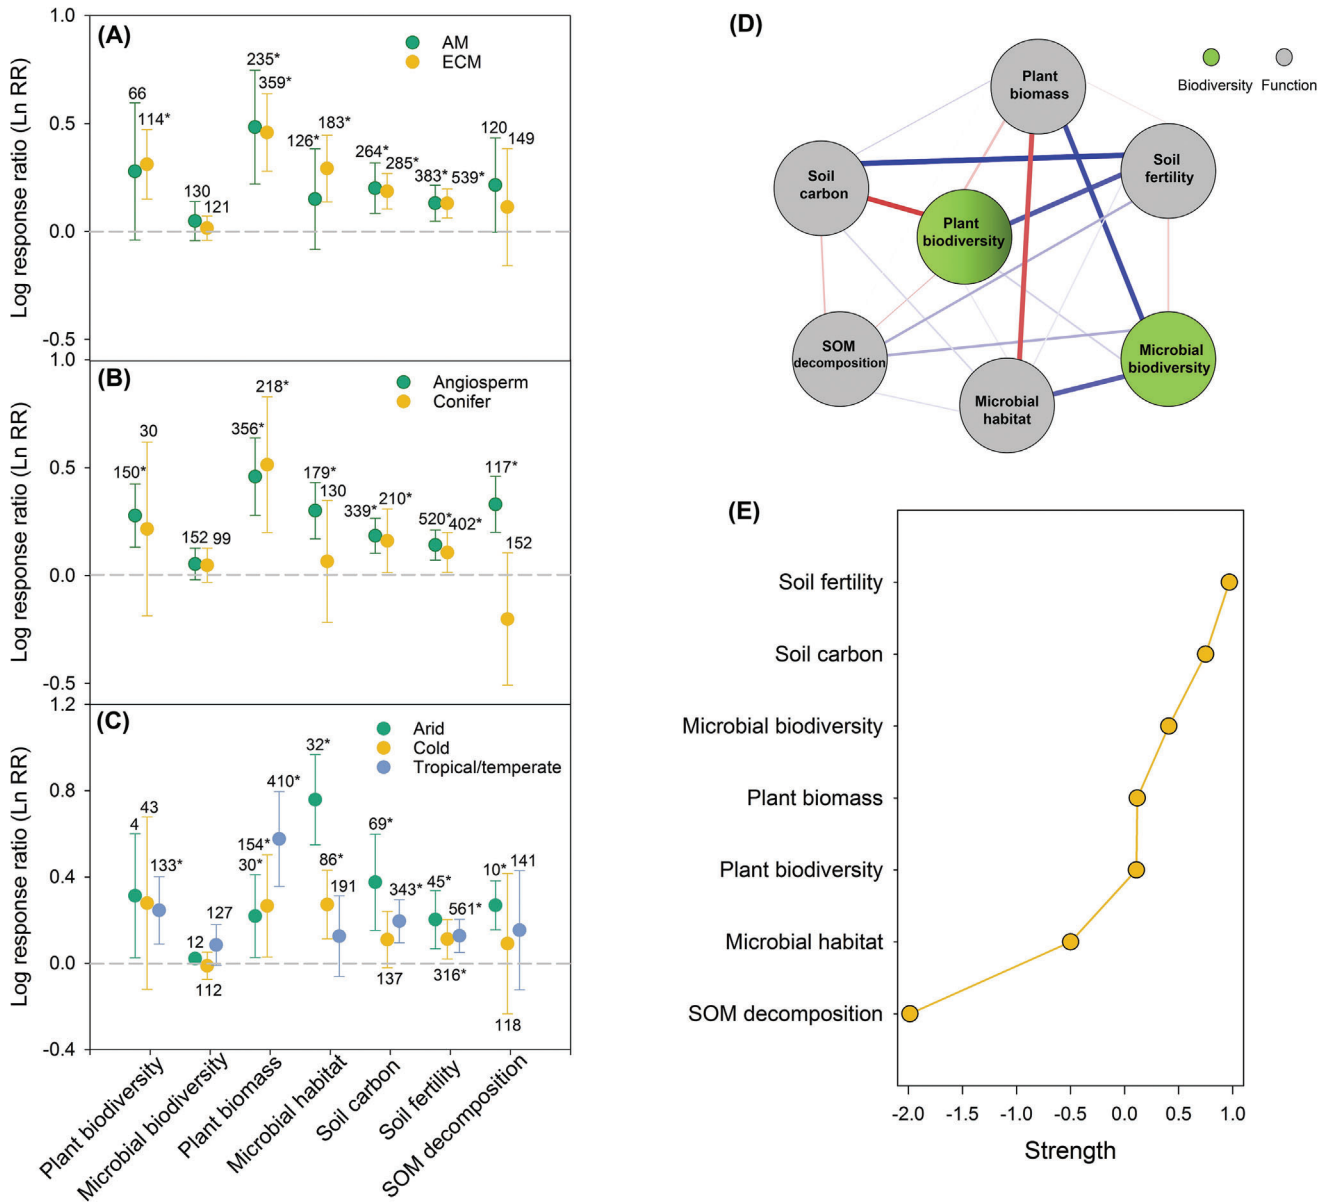 (A)
AM
ECM
Log response ratio (Ln RR)
1.0
0.5
0.0
-0.5
66
114*
130
121
235*
359*
126*
183*
264*
285*
383*
539*
120
149
(B)
Angiosperm
Conifer
Log response ratio (Ln RR)
1.0
0.5
0.0
-0.5
150*
30
152
99
356*
218*
179*
130
339*
210*
520*
402*
117*
152
(C)
Arid
Cold
Tropical/temperate
Log response ratio (Ln RR)
1.2
0.8
0.4
0.0
-0.4
4
43
133*
12
112
127
30*
154*
410*
32*
86*
191
69*
137
343*
45*
316*
561*
10*
118
141
Plant biodiversity
Microbial biodiversity
Plant biomass
Microbial habitat
Soil carbon
Soil fertility
SOM decomposition
(D)
Biodiversity
Function
Plant
biomass
Soil
carbon
Soil
fertility
Plant
biodiversity
SOM
decomposition
Microbial
habitat
Microbial
biodiversity
(E)
Soil fertility
Soil carbon
Microbial biodiversity
Plant biomass
Plant biodiversity
Microbial habitat
SOM decomposition
-2.0 -1.5 -1.0 -0.5 0.0 0.5 1.0
Strength